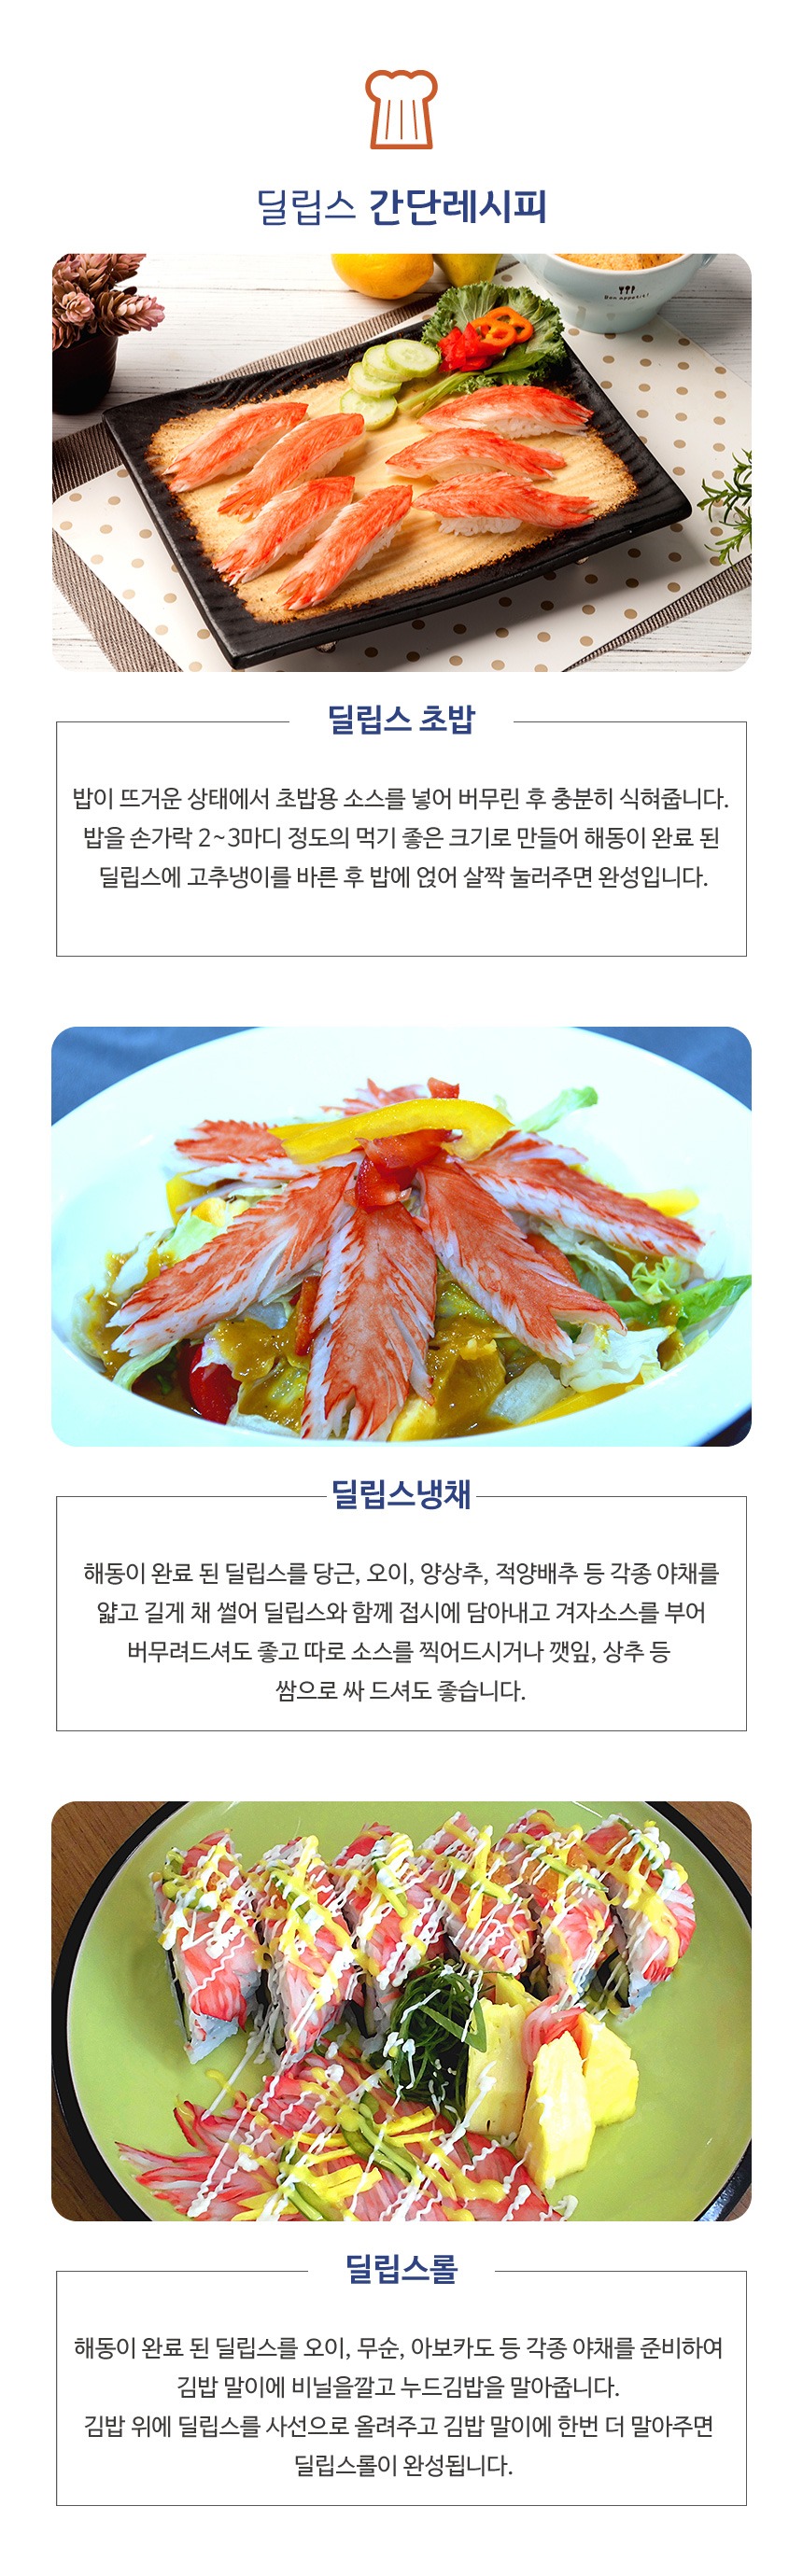 딜립스 간단레시피
Bon appetit!
딜립스 초밥
밥이 뜨거운 상태에서 초밥용 소스를 넣어 버무린 후 충분히 식혀줍니다.
밥을 손가락 2~3마디 정도의 먹기 좋은 크기로 만들어 해동이 완료 된
딜립스에 고추냉이를 바른 후 밥에 얹어 살짝 눌러주면 완성입니다.
딜립스냉채
해동이 완료 된 딜립스를 당근, 오이, 양상추, 적양배추 등 각종 야채를
얇고 길게 채 썰어 딜립스와 함께 접시에 담아내고 겨자소스를 부어
버무려드셔도 좋고 따로 소스를 찍어드시거나 깻잎, 상추 등
쌈으로 싸 드셔도 좋습니다.
딜립스롤
해동이 완료 된 딜립스를 오이, 무순, 아보카도 등 각종 야채를 준비하여
김밥 말이에 비닐을깔고 누드김밥을 말아줍니다.
김밥 위에 딜립스를 사선으로 올려주고 김밥 말이에 한번 더 말아주면
딜립스롤이 완성됩니다.